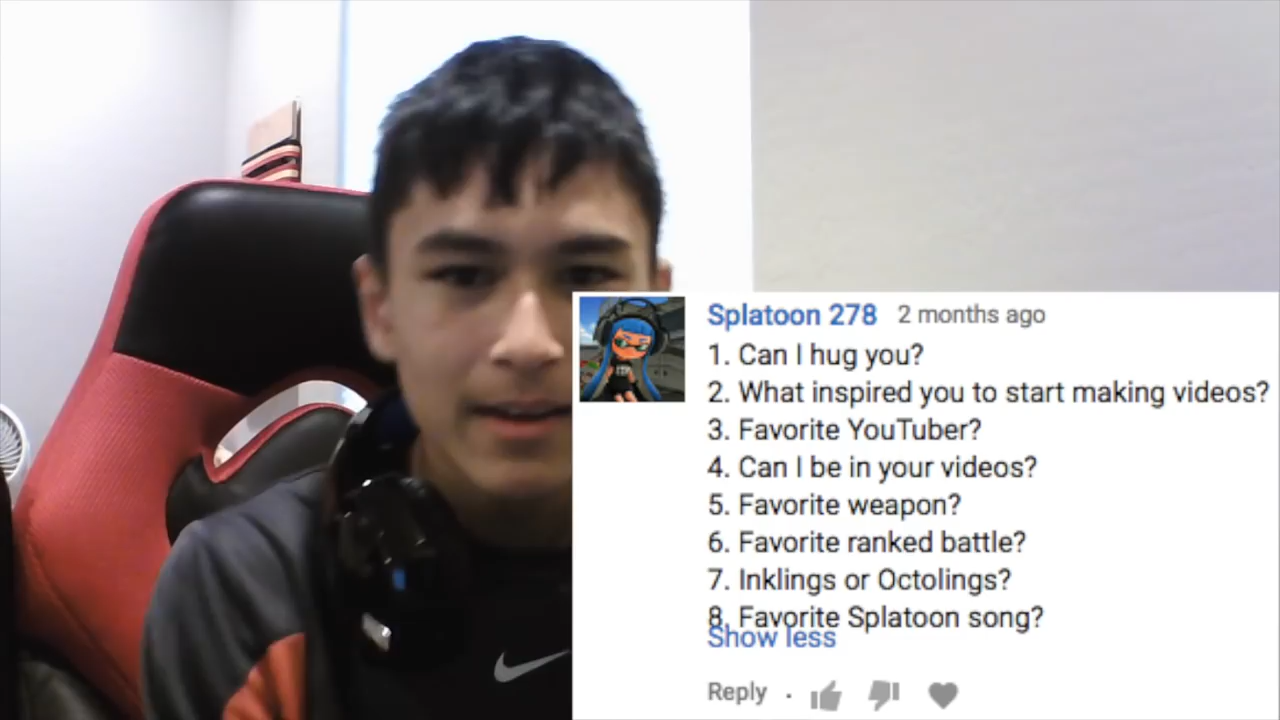 Splatoon 278 2 months ago
1. Can I hug you?
2. What inspired you to start making videos?
3. Favorite YouTuber?
4. Can I be in your videos?
5. Favorite weapon?
6. Favorite ranked battle?
7. Inklings or Octolings?
8. Favorite Splatoon song?
Show less
Reply